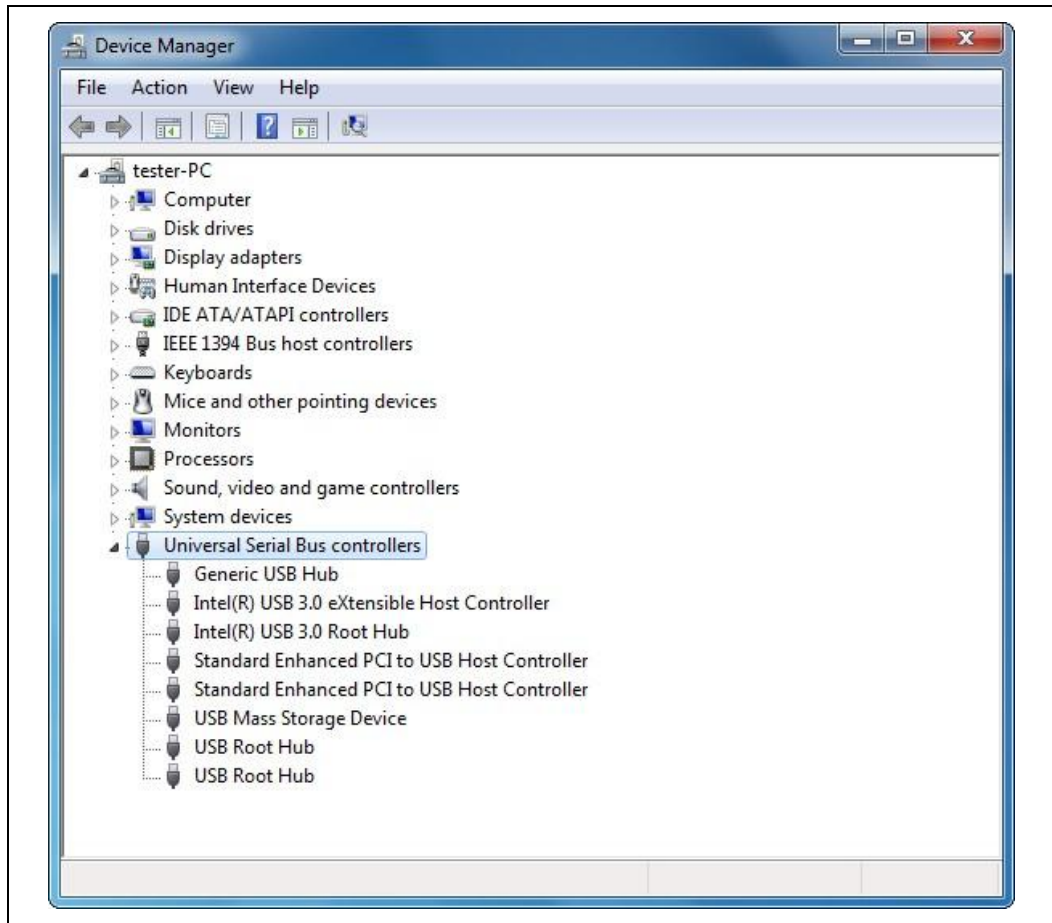 Device Manager
File Action View Help
tester-PC
Computer
Disk drives
Display adapters
Human Interface Devices
IDE ATA/ATAPI controllers
IEEE 1394 Bus host controllers
Keyboards
Mice and other pointing devices
Monitors
Processors
Sound, video and game controllers
System devices
Universal Serial Bus controllers
Generic USB Hub
Intel(R) USB 3.0 eXtensible Host Controller
Intel(R) USB 3.0 Root Hub
Standard Enhanced PCI to USB Host Controller
Standard Enhanced PCI to USB Host Controller
USB Mass Storage Device
USB Root Hub
USB Root Hub